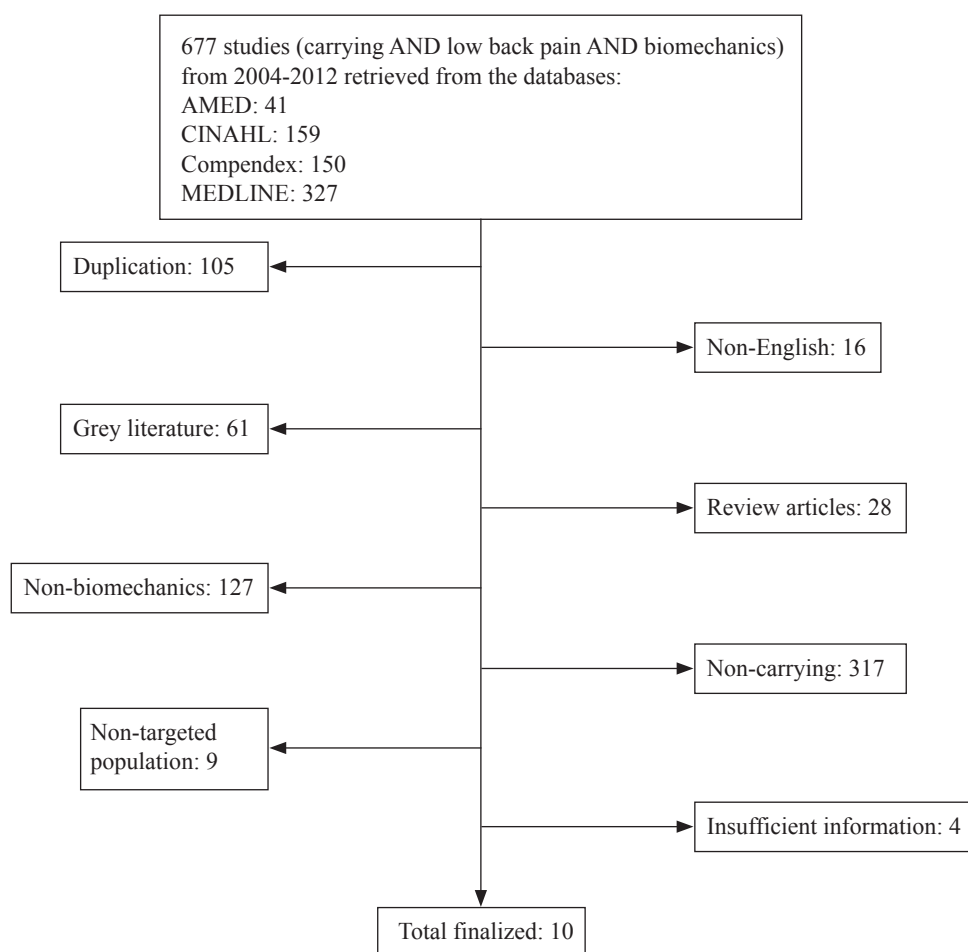 677 studies (carrying AND low back pain AND biomechanics)
from 2004-2012 retrieved from the databases:
AMED: 41
CINAHL: 159
Compendex: 150
MEDLINE: 327
Duplication: 105
Non-English: 16
Grey literature: 61
Review articles: 28
Non-biomechanics: 127
Non-carrying: 317
Non-targeted
population: 9
Insufficient information: 4
Total finalized: 10